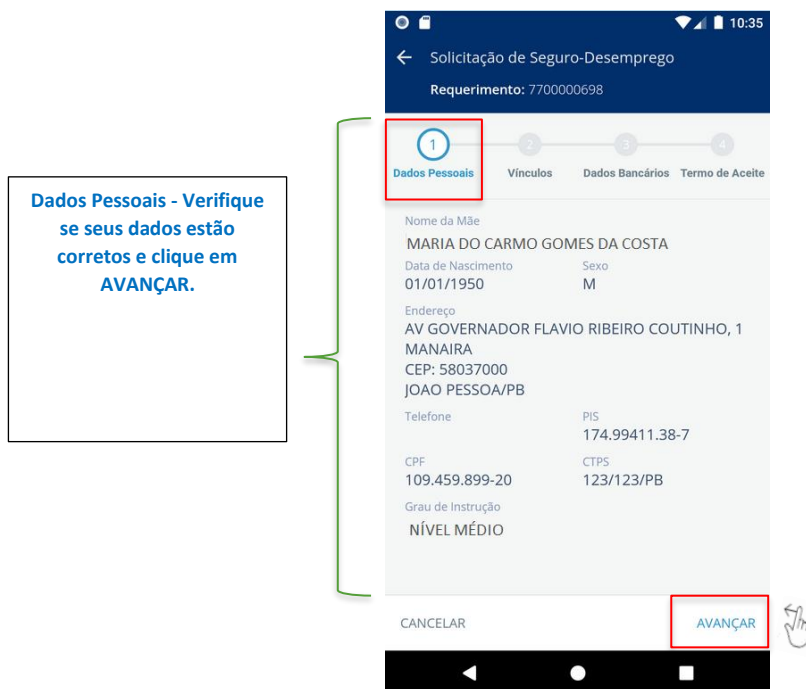 Dados Pessoais - Verifique
se seus dados estão
corretos e clique em
AVANÇAR.
10:35
Solicitação de Seguro-Desemprego
Requerimento: 7700000698
1 2 3 4
Dados Pessoais Vínculos Dados Bancários Termo de Aceite
Nome da Mãe
MARIA DO CARMO GOMES DA COSTA
Data de Nascimento Sexo
01/01/1950 M
Endereço
AV GOVERNADOR FLAVIO RIBEIRO COUTINHO, 1
MANAIRA
CEP: 58037000
JOAO PESSOA/PB
Telefone PIS
174.99411.38-7
CPF CTPS
109.459.899-20 123/123/PB
Grau de Instrução
NÍVEL MÉDIO
CANCELAR AVANÇAR